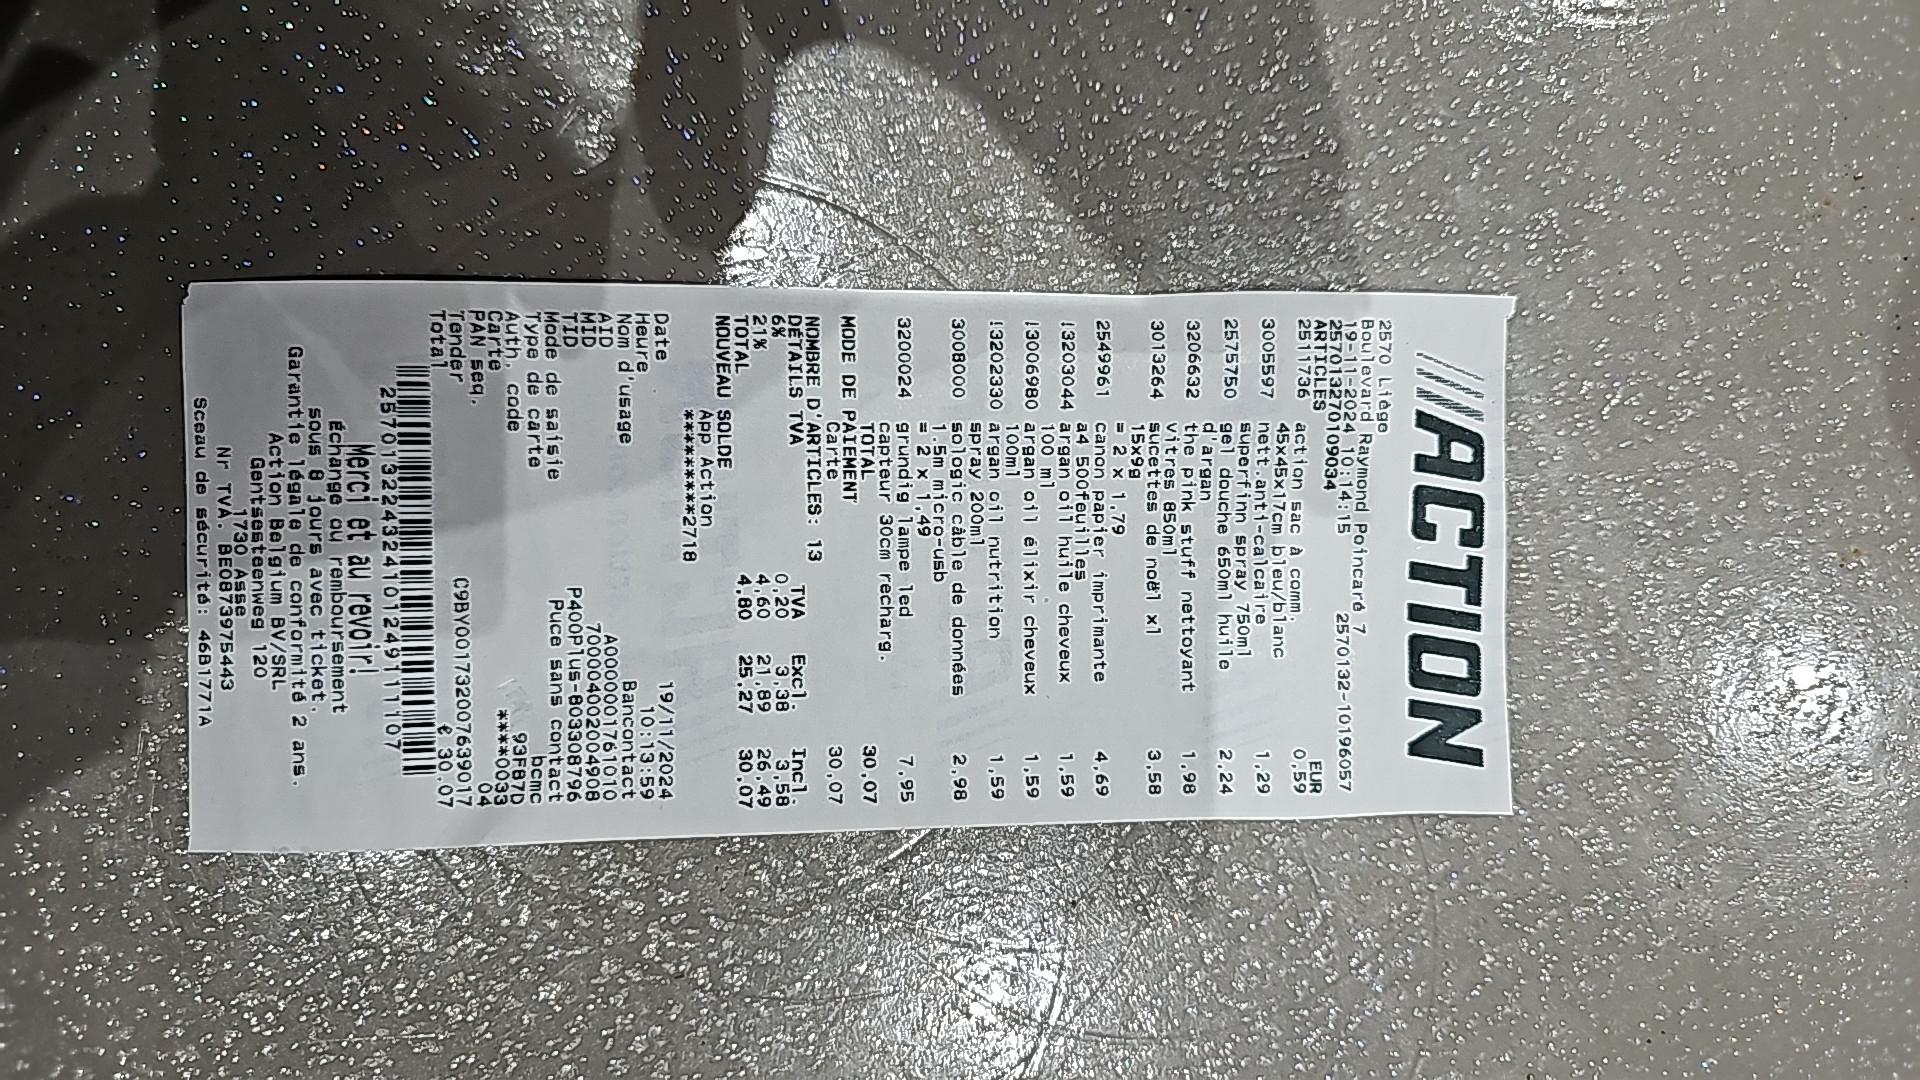 ACTION
2570 Liège
Boulevard Raymond Poincaré 7
19-11-2024 10:14:15 2570132-10196057
25701327010109034
ARTICLES EUR
2511736 action sac à comm. 0,59
45x45x17cm bleu/blanc
3005597 nett.anti-calcaire 1,29
superfinn spray 750ml
2575750 gel douche 650ml huile 2,24
d'argan
3206632 the pink stuff nettoyant 1,98
vitres 850ml
3013264 sucettes de noël x1 3,58
15x9g
= 2 x 1,79
2549961 canon papier imprimante 4,69
a4 500feuilles
!3203044 argan oil huile cheveux 1,59
100 ml
!3006980 argan oil élixir cheveux 1,59
100ml
!3202330 argan oil nutrition 1,59
spray 200ml
3008000 sologic câble de données 2,98
1.5m micro-usb
= 2 x 1,49
3200024 grundig lampe led 7,95
capteur 30cm recharg.
TOTAL 30,07
MODE DE PAIEMENT
Carte 30,07
NOMBRE D'ARTICLES: 13
DÉTAILS TVA TVA Excl. Incl.
6% 0,20 3,38 3,58
21% 4,60 21,89 26,49
TOTAL 4,80 25,27 30,07
NOUVEAU SOLDE
App Action
*********2718
Date 19/11/2024
Heure 10:13:59
Nom d'usage Bancontact
AID A0000001761010
MID 70004002004908
TID P400Plus-803308796
Mode de saisie Puce sans contact
Type de carte bcmc
Auth. code 93F87D
Carte ****0033
PAN seq. 04
Tender C9BY001732007639017
Total € 30.07
2570132243241012491111107
Merci et au revoir!
Échange ou remboursement
sous 8 jours avec ticket.
Garantie légale de conformité 2 ans.
Action Belgium BV/SRL
Gentsesteenweg 120
1730 Asse
Nr TVA. BE0873975443
Sceau de sécurité: 46B1771A